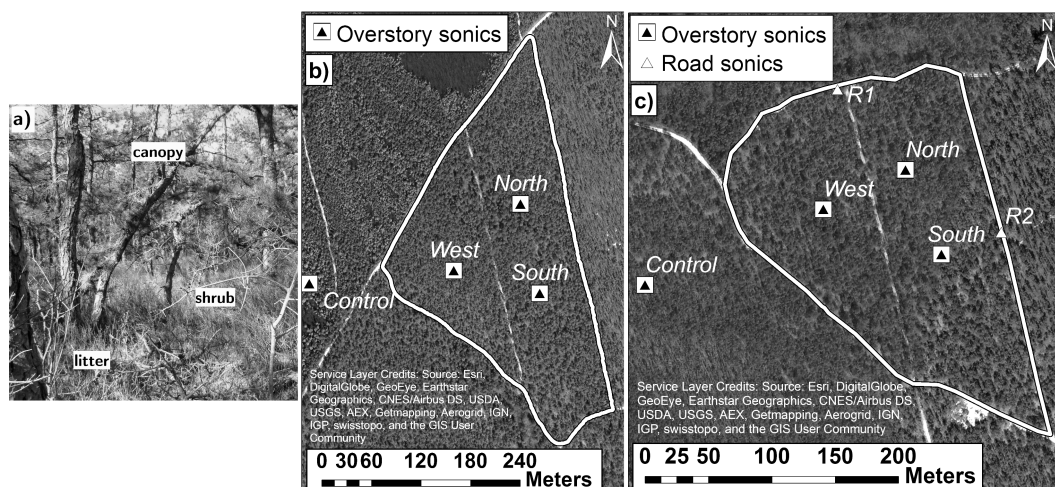 a)
canopy
shrub
litter
Overstory sonics
b)
N
North
West
South
Control
Service Layer Credits: Source: Esri,
DigitalGlobe, GeoEye, Earthstar
Geographics, CNES/Airbus DS, USDA,
USGS, AEX, Getmapping, Aerogrid, IGN,
IGP, swisstopo, and the GIS User
Community
0 30 60 120 180 240
Meters
Overstory sonics
Road sonics
c)
N
R1
North
West
R2
South
Control
Service Layer Credits: Source: Esri, DigitalGlobe,
GeoEye, Earthstar Geographics, CNES/Airbus DS,
USDA, USGS, AEX, Getmapping, Aerogrid, IGN,
IGP, swisstopo, and the GIS User Community
0 25 50 100 150 200
Meters